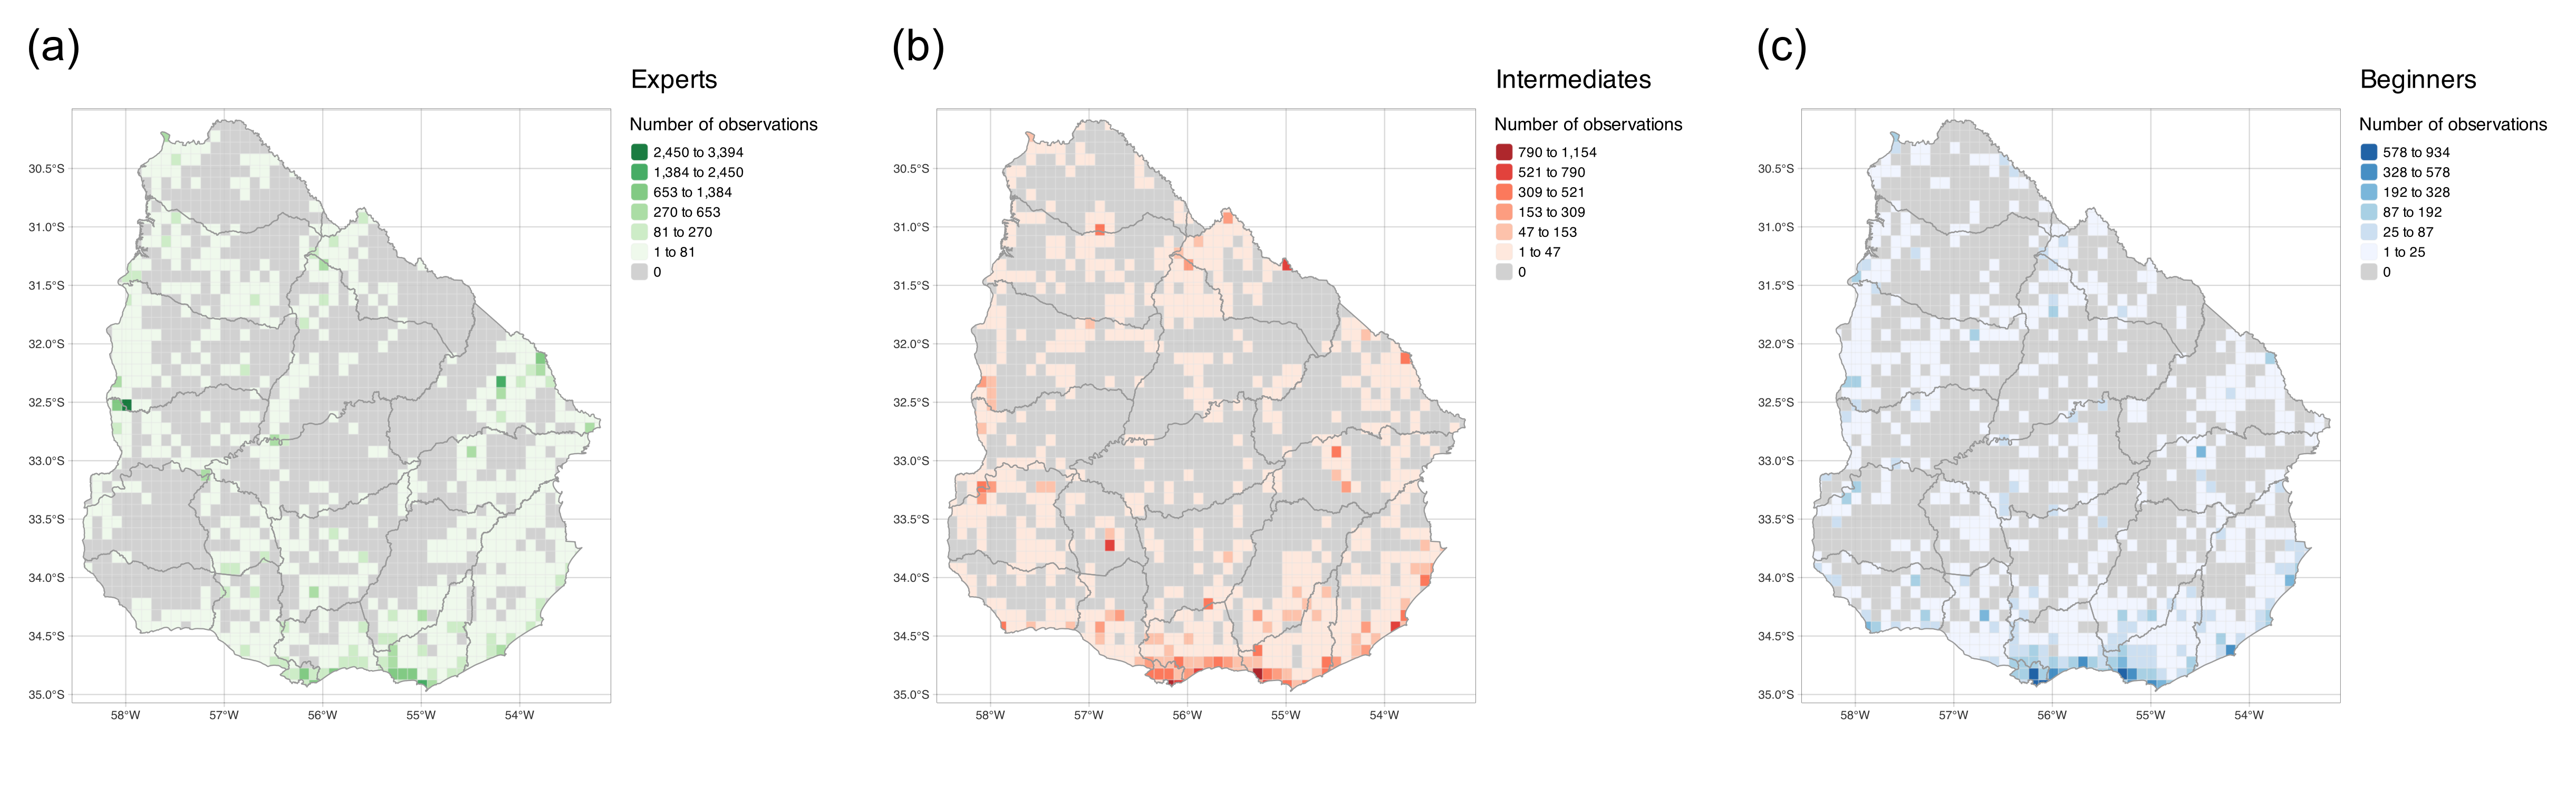 (a)
Experts
Number of observations
2,450 to 3,394
1,384 to 2,450
653 to 1,384
270 to 653
81 to 270
1 to 81
0
30.5°S
31.0°S
31.5°S
32.0°S
32.5°S
33.0°S
33.5°S
34.0°S
34.5°S
35.0°S
58°W 57°W 56°W 55°W 54°W
(b)
Intermediates
Number of observations
790 to 1,154
521 to 790
309 to 521
153 to 309
47 to 153
1 to 47
0
30.5°S
31.0°S
31.5°S
32.0°S
32.5°S
33.0°S
33.5°S
34.0°S
34.5°S
35.0°S
58°W 57°W 56°W 55°W 54°W
(c)
Beginners
Number of observations
578 to 934
328 to 578
192 to 328
87 to 192
25 to 87
1 to 25
0
30.5°S
31.0°S
31.5°S
32.0°S
32.5°S
33.0°S
33.5°S
34.0°S
34.5°S
35.0°S
58°W 57°W 56°W 55°W 54°W